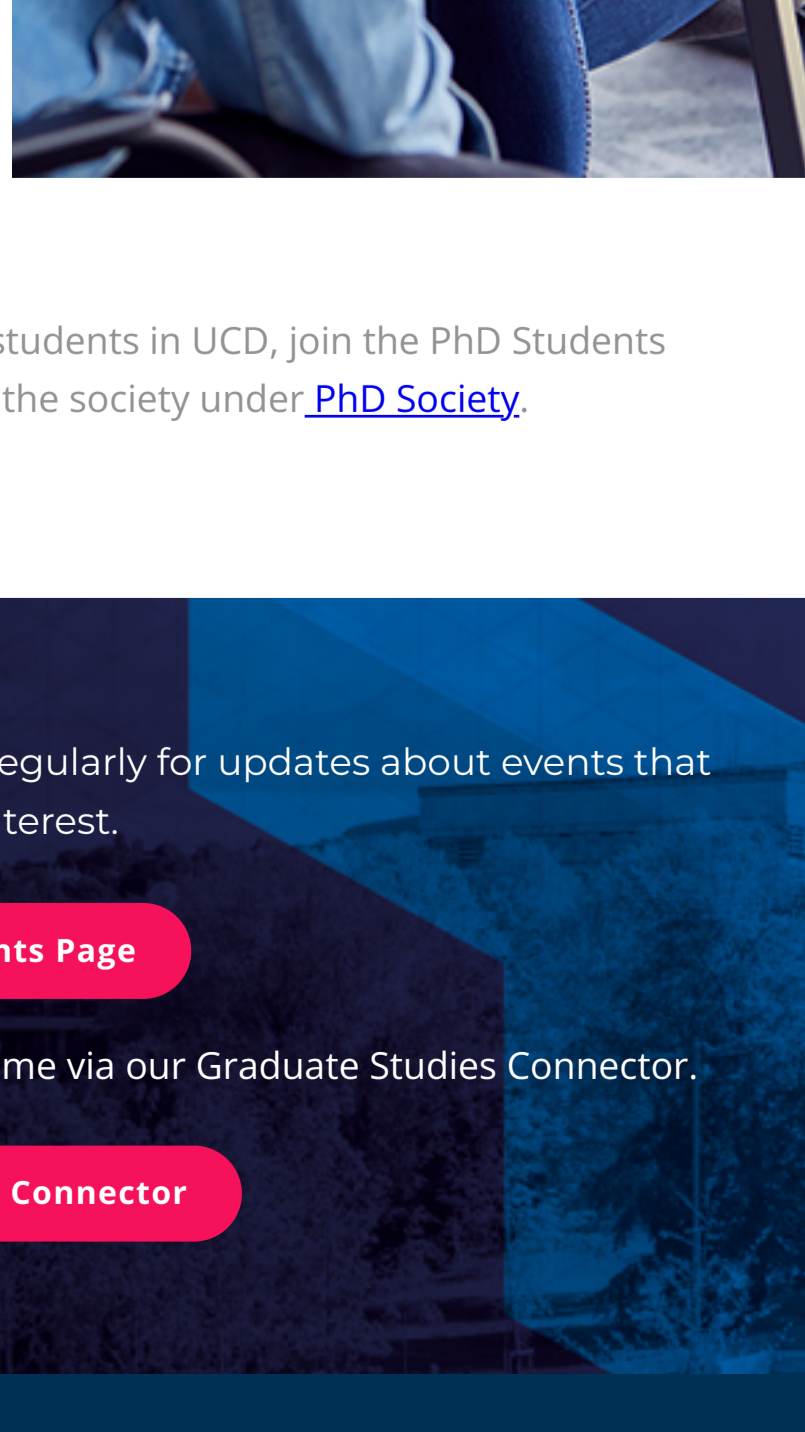 students in UCD, join the PhD Students
the society under PhD Society.
egularly for updates about events that
terest.
nts Page
me via our Graduate Studies Connector.
Connector